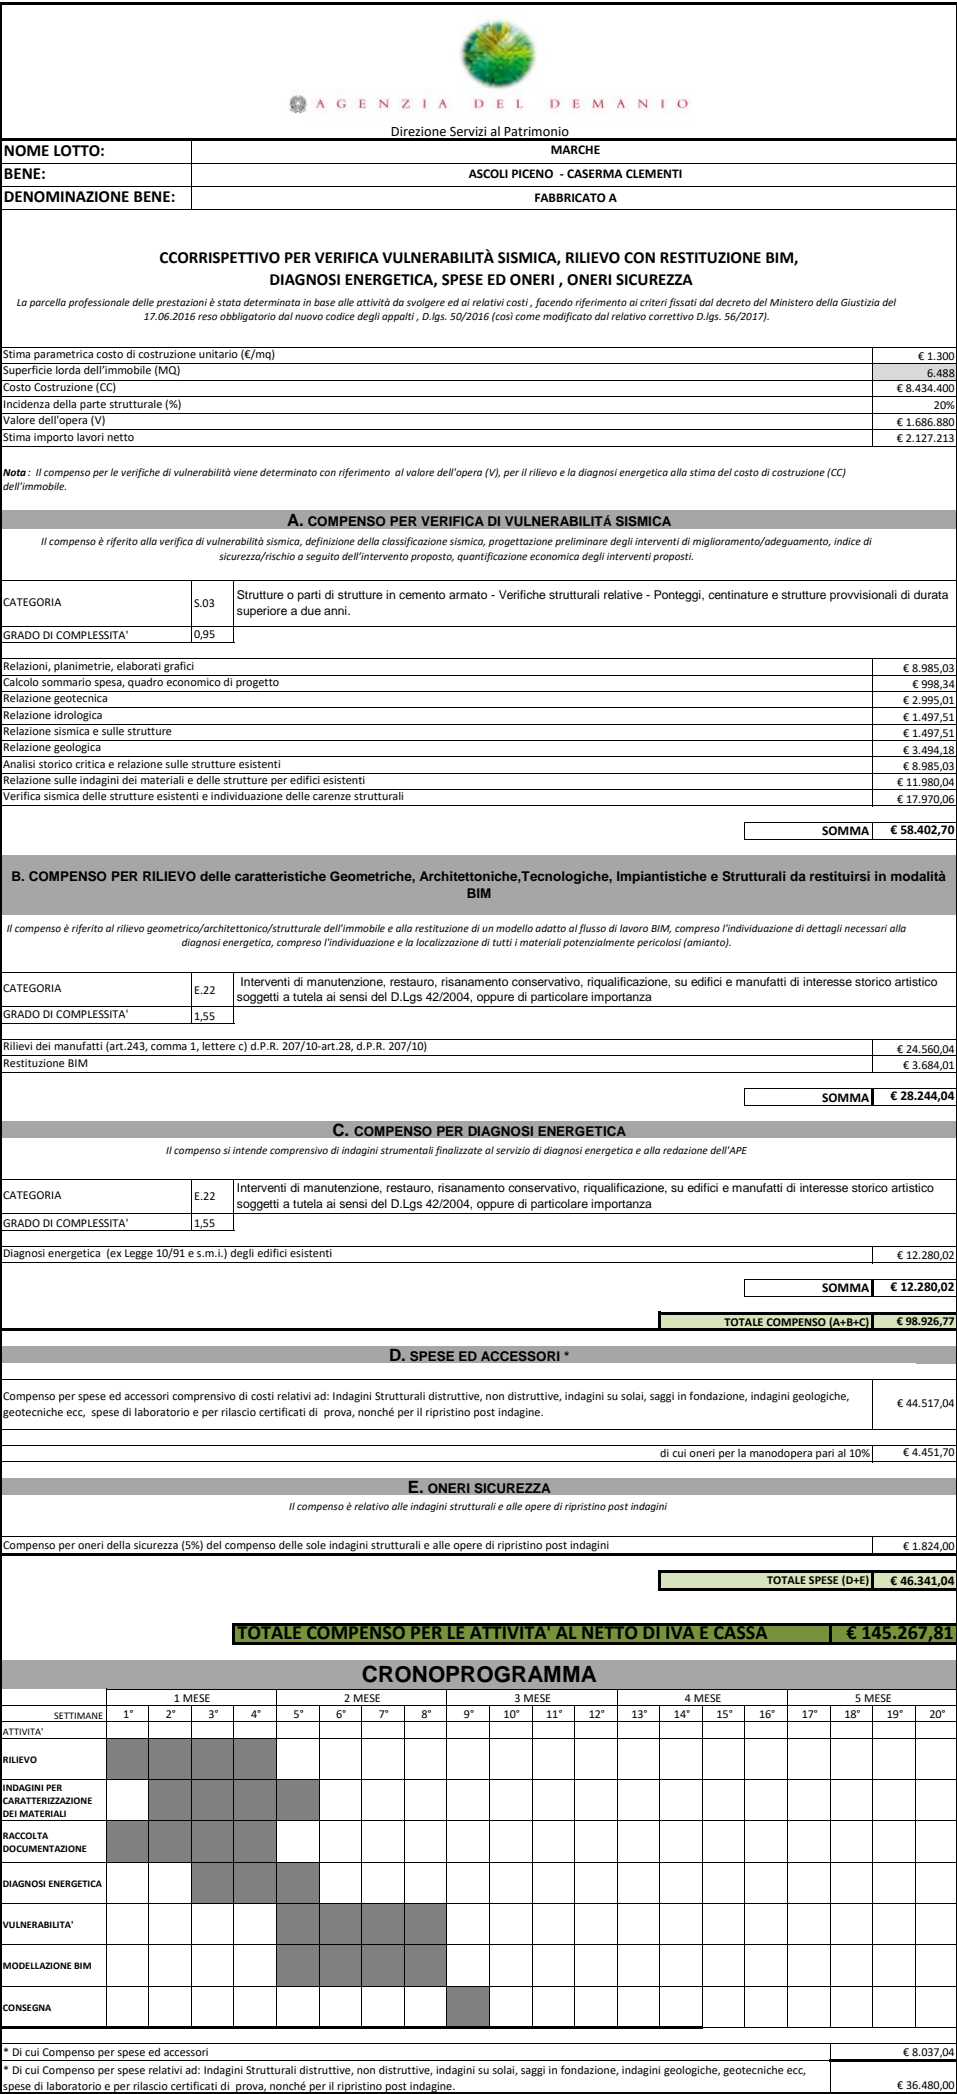 AGENZIA DEL DEMANIO
Direzione Servizi al Patrimonio
NOME LOTTO: MARCHE
BENE: ASCOLI PICENO - CASERMA CLEMENTI
DENOMINAZIONE BENE: FABBRICATO A
CCORRISPETTIVO PER VERIFICA VULNERABILITÀ SISMICA, RILIEVO CON RESTITUZIONE BIM,
DIAGNOSI ENERGETICA, SPESE ED ONERI , ONERI SICUREZZA
La parcella professionale delle prestazioni è stata determinata in base alle attività da svolgere ed ai relativi costi , facendo riferimento ai criteri fissati dal decreto del Ministero della Giustizia del
17.06.2016 reso obbligatorio dal nuovo codice degli appalti , D.lgs. 50/2016 (così come modificato dal relativo correttivo D.lgs. 56/2017).
Stima parametrica costo di costruzione unitario (€/mq) € 1.300
Superficie lorda dell'immobile (MQ) 6.488
Costo Costruzione (CC) € 8.434.400
Incidenza della parte strutturale (%) 20%
Valore dell'opera (V) € 1.686.880
Stima importo lavori netto € 2.127.213
Nota : Il compenso per le verifiche di vulnerabilità viene determinato con riferimento al valore dell'opera (V), per il rilievo e la diagnosi energetica alla stima del costo di costruzione (CC)
dell'immobile.
A. COMPENSO PER VERIFICA DI VULNERABILITÁ SISMICA
Il compenso è riferito alla verifica di vulnerabilità sismica, definizione della classificazione sismica, progettazione preliminare degli interventi di miglioramento/adeguamento, indice di
sicurezza/rischio a seguito dell'intervento proposto, quantificazione economica degli interventi proposti.
CATEGORIA S.03 Strutture o parti di strutture in cemento armato - Verifiche strutturali relative - Ponteggi, centinature e strutture provvisionali di durata
superiore a due anni.
GRADO DI COMPLESSITA' 0,95
Relazioni, planimetrie, elaborati grafici € 8.985,03
Calcolo sommario spesa, quadro economico di progetto € 998,34
Relazione geotecnica € 2.995,01
Relazione idrologica € 1.497,51
Relazione sismica e sulle strutture € 1.497,51
Relazione geologica € 3.494,18
Analisi storico critica e relazione sulle strutture esistenti € 8.985,03
Relazione sulle indagini dei materiali e delle strutture per edifici esistenti € 11.980,04
Verifica sismica delle strutture esistenti e individuazione delle carenze strutturali € 17.970,06
SOMMA € 58.402,70
B. COMPENSO PER RILIEVO delle caratteristiche Geometriche, Architettoniche,Tecnologiche, Impiantistiche e Strutturali da restituirsi in modalità
BIM
Il compenso è riferito al rilievo geometrico/architettonico/strutturale dell'immobile e alla restituzione di un modello adatto al flusso di lavoro BIM, compreso l'individuazione di dettagli necessari alla
diagnosi energetica, compreso l'individuazione e la localizzazione di tutti i materiali potenzialmente pericolosi (amianto).
CATEGORIA E.22 Interventi di manutenzione, restauro, risanamento conservativo, riqualificazione, su edifici e manufatti di interesse storico artistico
soggetti a tutela ai sensi del D.Lgs 42/2004, oppure di particolare importanza
GRADO DI COMPLESSITA' 1,55
Rilievi dei manufatti (art.243, comma 1, lettere c) d.P.R. 207/10-art.28, d.P.R. 207/10) € 24.560,04
Restituzione BIM € 3.684,01
SOMMA € 28.244,04
C. COMPENSO PER DIAGNOSI ENERGETICA
Il compenso si intende comprensivo di indagini strumentali finalizzate al servizio di diagnosi energetica e alla redazione dell'APE
CATEGORIA E.22 Interventi di manutenzione, restauro, risanamento conservativo, riqualificazione, su edifici e manufatti di interesse storico artistico
soggetti a tutela ai sensi del D.Lgs 42/2004, oppure di particolare importanza
GRADO DI COMPLESSITA' 1,55
Diagnosi energetica (ex Legge 10/91 e s.m.i.) degli edifici esistenti € 12.280,02
SOMMA € 12.280,02
TOTALE COMPENSO (A+B+C) € 98.926,77
D. SPESE ED ACCESSORI *
Compenso per spese ed accessori comprensivo di costi relativi ad: Indagini Strutturali distruttive, non distruttive, indagini su solai, saggi in fondazione, indagini geologiche,
geotecniche ecc, spese di laboratorio e per rilascio certificati di prova, nonché per il ripristino post indagine. € 44.517,04
di cui oneri per la manodopera pari al 10% € 4.451,70
E. ONERI SICUREZZA
Il compenso è relativo alle indagini strutturali e alle opere di ripristino post indagini
Compenso per oneri della sicurezza (5%) del compenso delle sole indagini strutturali e alle opere di ripristino post indagini € 1.824,00
TOTALE SPESE (D+E) € 46.341,04
TOTALE COMPENSO PER LE ATTIVITA' AL NETTO DI IVA E CASSA € 145.267,81
CRONOPROGRAMMA
1 MESE 2 MESE 3 MESE 4 MESE 5 MESE
SETTIMANE 1° 2° 3° 4° 5° 6° 7° 8° 9° 10° 11° 12° 13° 14° 15° 16° 17° 18° 19° 20°
ATTIVITA'
RILIEVO
INDAGINI PER
CARATTERIZZAZIONE
DEI MATERIALI
RACCOLTA
DOCUMENTAZIONE
DIAGNOSI ENERGETICA
VULNERABILITA'
MODELLAZIONE BIM
CONSEGNA
* Di cui Compenso per spese ed accessori € 8.037,04
* Di cui Compenso per spese relativi ad: Indagini Strutturali distruttive, non distruttive, indagini su solai, saggi in fondazione, indagini geologiche, geotecniche ecc,
spese di laboratorio e per rilascio certificati di prova, nonché per il ripristino post indagine. € 36.480,00